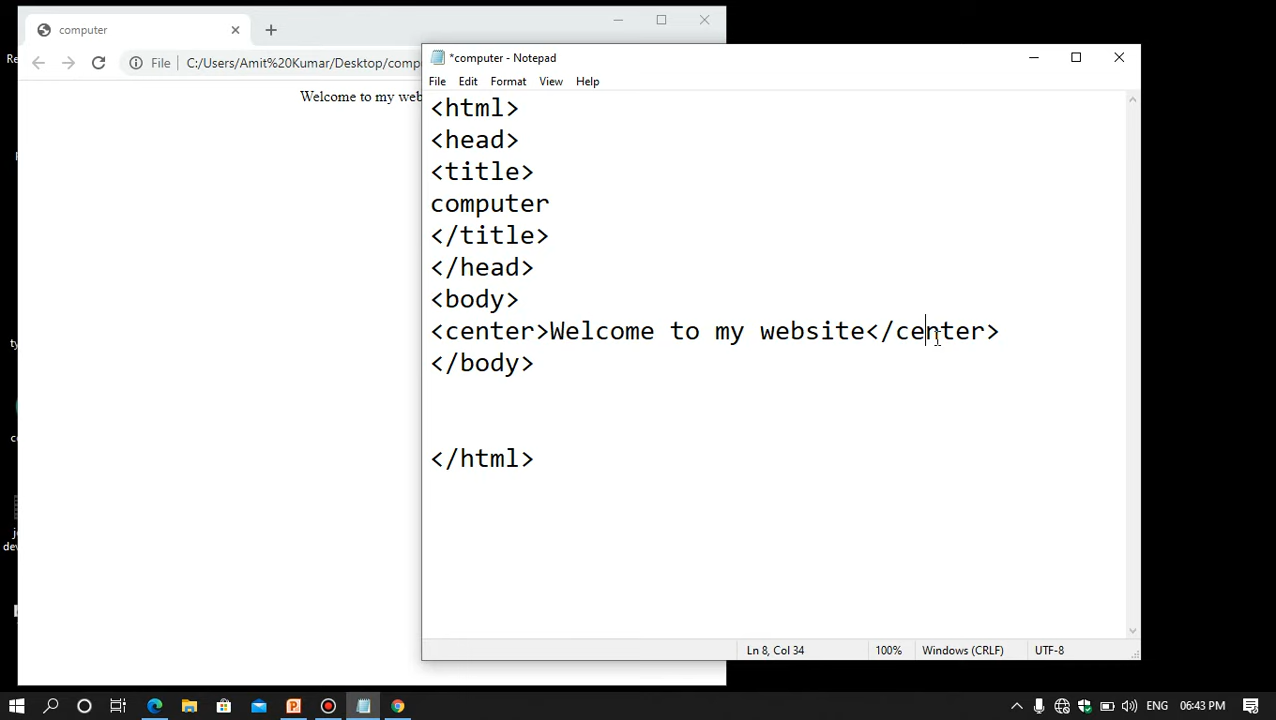 computer
File
C:/Users/Amit%20Kumar/Desktop/comp
Welcome to my web
*computer - Notepad
File Edit Format View Help
<html>
<head>
<title>
computer
</title>
</head>
<body>
<center>Welcome to my website</center>
</body>
</html>
Ln 8, Col 34
100%
Windows (CRLF)
UTF-8
ENG
06:43 PM